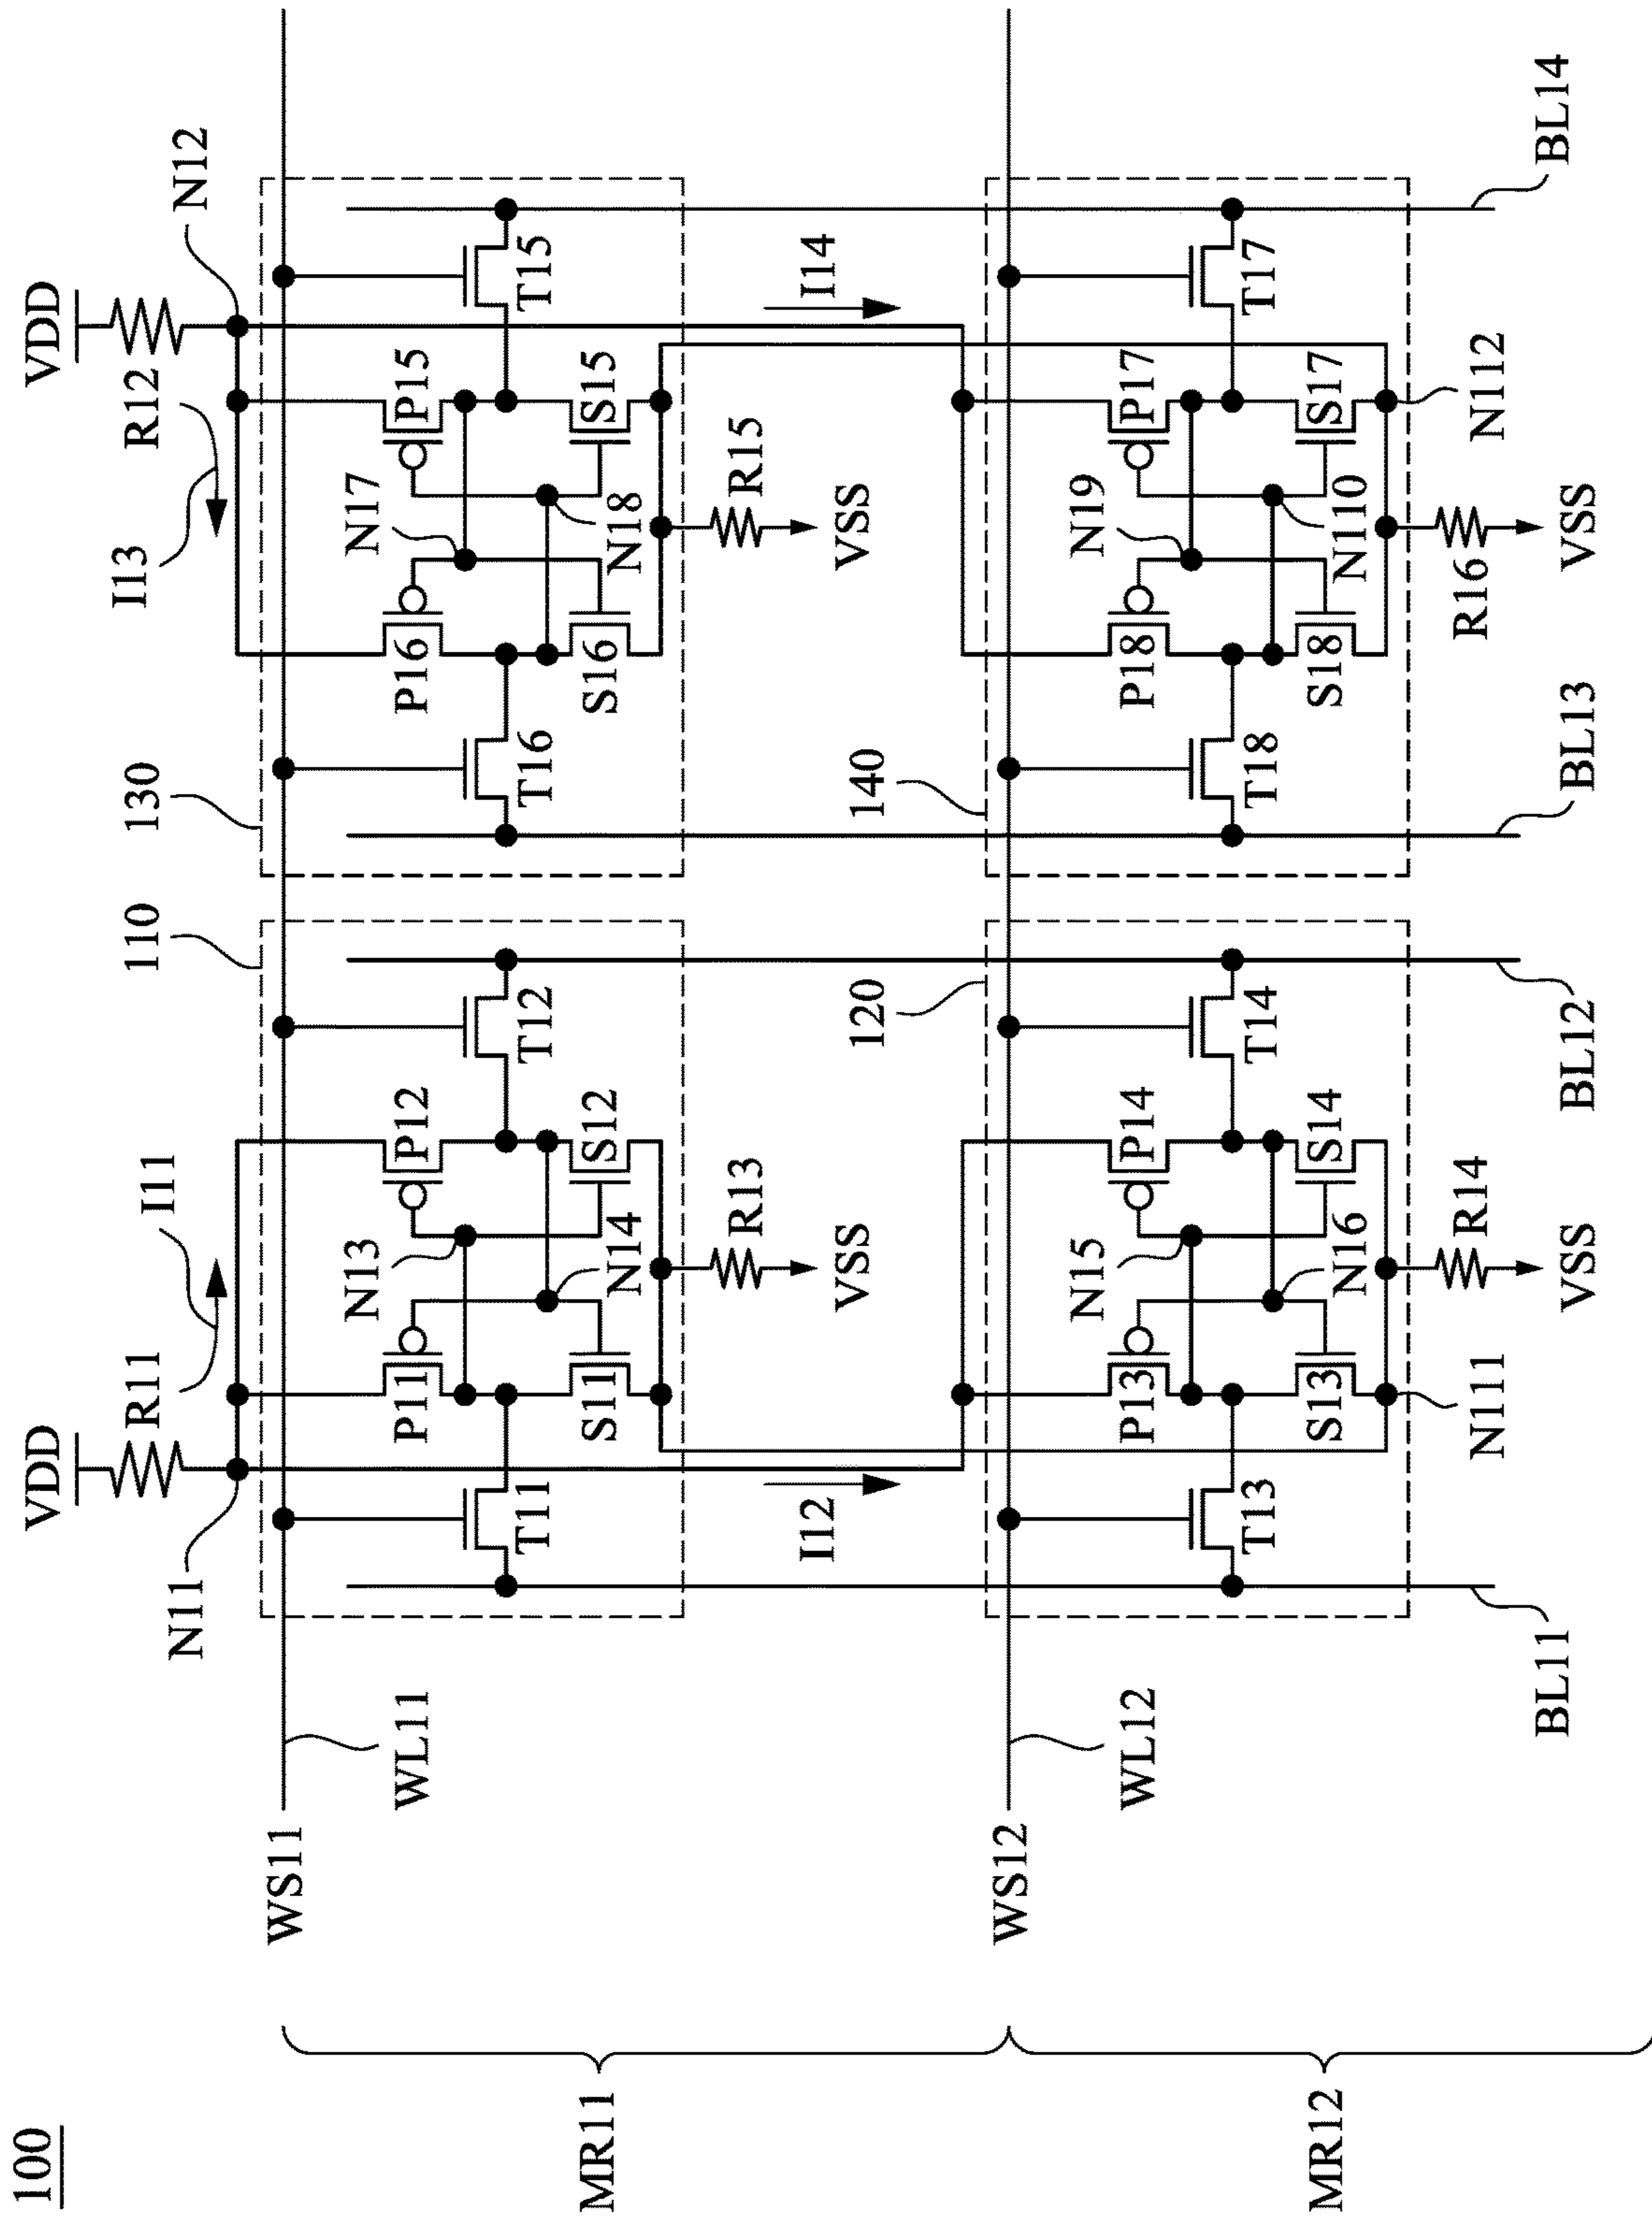 100
VDD
VDD
R11
I11
I13
R12
N11
N12
110
130
WS11
WL11
P11
P12
P16
P15
N13
N14
N17
N18
T11
T12
T16
T15
S11
S12
S16
S15
R13
R15
VSS
VSS
MR11
I12
I14
120
140
WS12
WL12
P13
P14
P18
P17
N15
N16
N19
N110
T13
T14
T18
T17
S13
S14
S18
S17
N111
N112
R14
R16
VSS
VSS
MR12
BL11
BL12
BL13
BL14